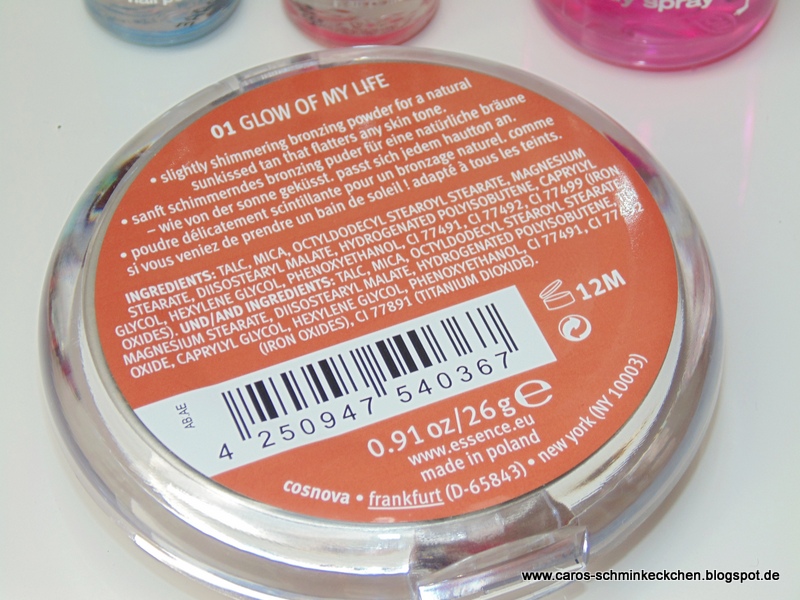 y spray
01 GLOW OF MY LIFE
• slightly shimmering bronzing powder for a natural
sunkissed tan that flatters any skin tone.
• sanft schimmerndes bronzing puder für eine natürliche bräune
– wie von der sonne geküsst. passt sich jedem hautton an.
• poudre délicatement scintillante pour un bronzage naturel. comme
si vous veniez de prendre un bain de soleil ! adapté à tous les teints.
INGREDIENTS: TALC, MICA, OCTYLDODECYL STEAROYL STEARATE, MAGNESIUM
STEARATE, DIISOSTEARYL MALATE, HYDROGENATED POLYISOBUTENE, CAPRYLYL
GLYCOL, HEXYLENE GLYCOL, PHENOXYETHANOL, CI 77491, CI 77492, CI 77499 (IRON
OXIDES). UND/AND INGREDIENTS: TALC, MICA, OCTYLDODECYL STEAROYL STEARATE,
MAGNESIUM STEARATE, DIISOSTEARYL MALATE, HYDROGENATED POLYISOBUTENE,
OXIDE, CAPRYLYL GLYCOL, HEXYLENE GLYCOL, PHENOXYETHANOL, CI 77491, CI
(IRON OXIDES), CI 77891 (TITANIUM DIOXIDE).
12M
AB AE
4 250947 540367
0.91 oz/26 g e
www.essence.eu
made in poland
cosnova • frankfurt (D-65843) • new york (NY 10003)
www.caros-schminkeckchen.blogspot.de